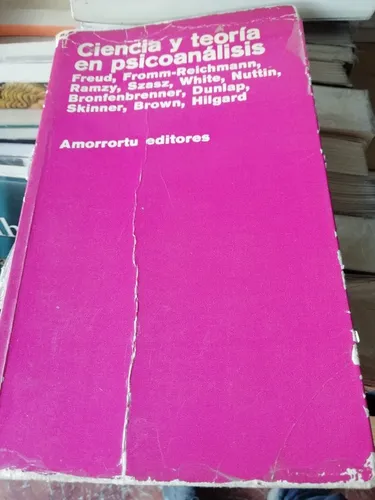 Ciencia y teoría
en psicoanálisis
Freud, Fromm-Reichmann,
Ramzy, Szasz, White, Nuttin,
Bronfenbrenner, Dunlap,
Skinner, Brown, Hilgard
Amorrortu editores